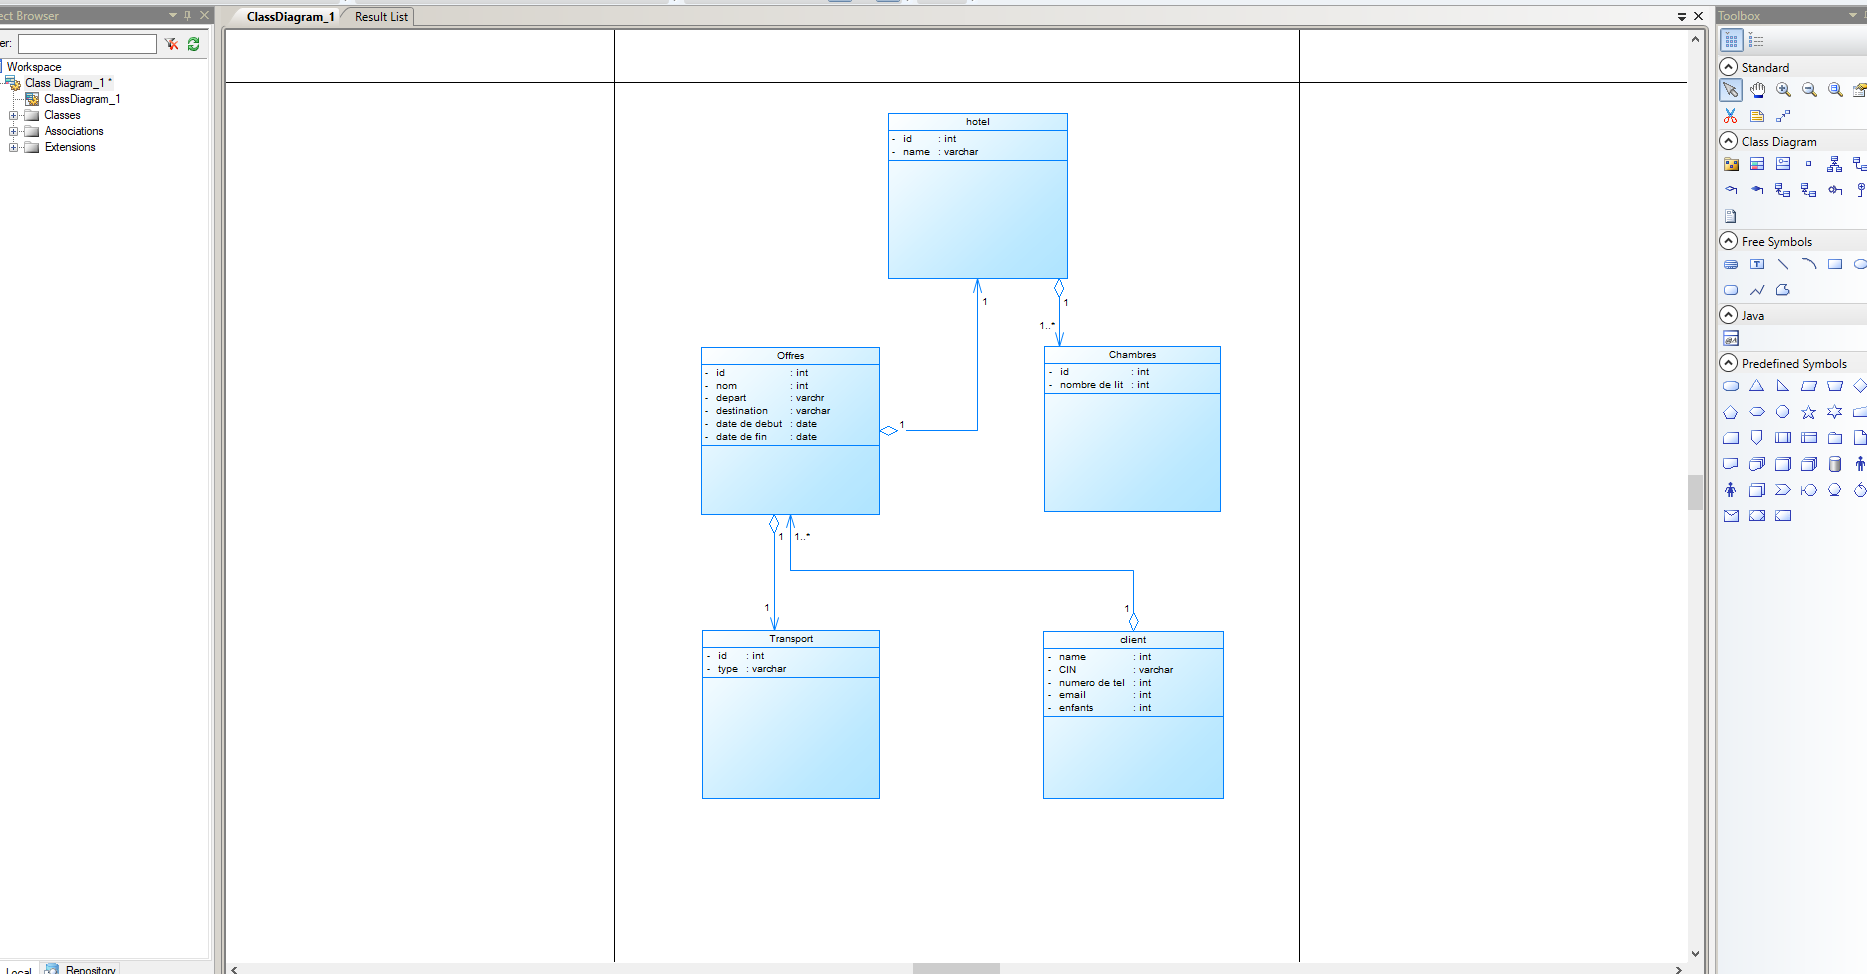 ect Browser
ClassDiagram_1
Result List
Toolbox
er:
Workspace
Class Diagram_1 *
ClassDiagram_1
Classes
Associations
Extensions
Standard
Class Diagram
Free Symbols
Java
Predefined Symbols
hotel
- id : int
- name : varchar
1
1
1..*
Offres
- id : int
- nom : int
- depart : varchr
- destination : varchar
- date de debut : date
- date de fin : date
1
Chambres
- id : int
- nombre de lit : int
1
1..*
1
1
Transport
- id : int
- type : varchar
client
- name : int
- CIN : varchar
- numero de tel : int
- email : int
- enfants : int
Local
Repository